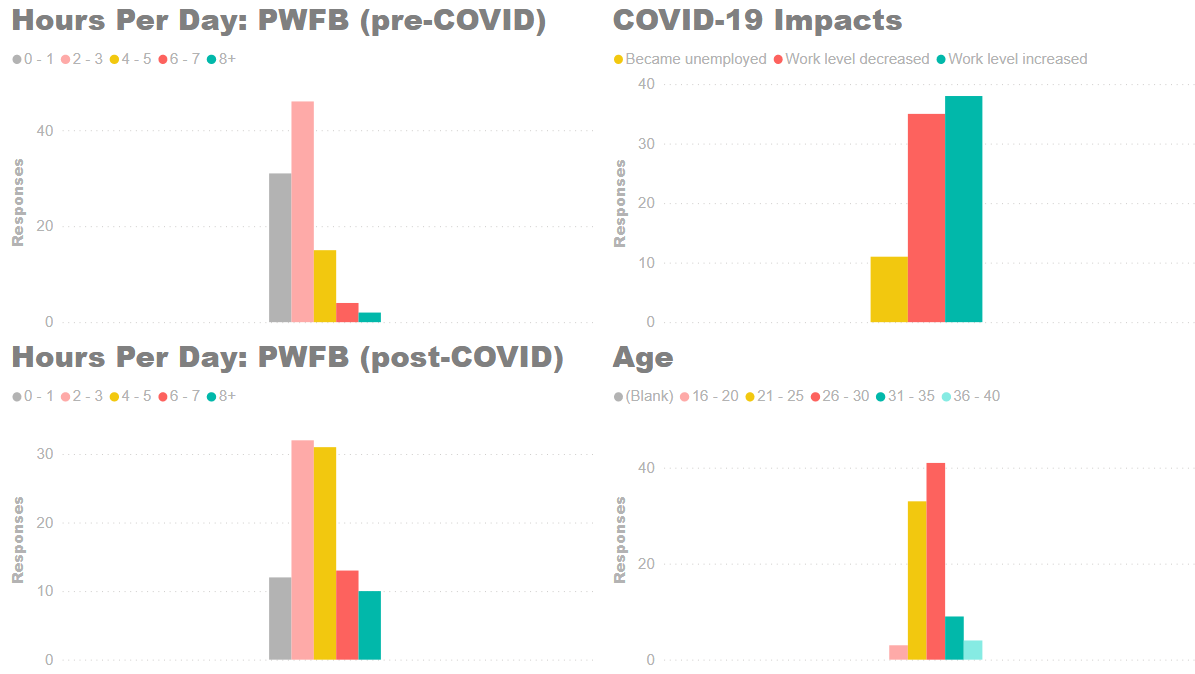 Hours Per Day: PWFB (pre-COVID)
0 - 1 2 - 3 4 - 5 6 - 7 8+
40
20
0
Responses
COVID-19 Impacts
Became unemployed Work level decreased Work level increased
40
30
20
10
0
Responses
Hours Per Day: PWFB (post-COVID)
0 - 1 2 - 3 4 - 5 6 - 7 8+
30
20
10
0
Responses
Age
(Blank) 16 - 20 21 - 25 26 - 30 31 - 35 36 - 40
40
20
0
Responses